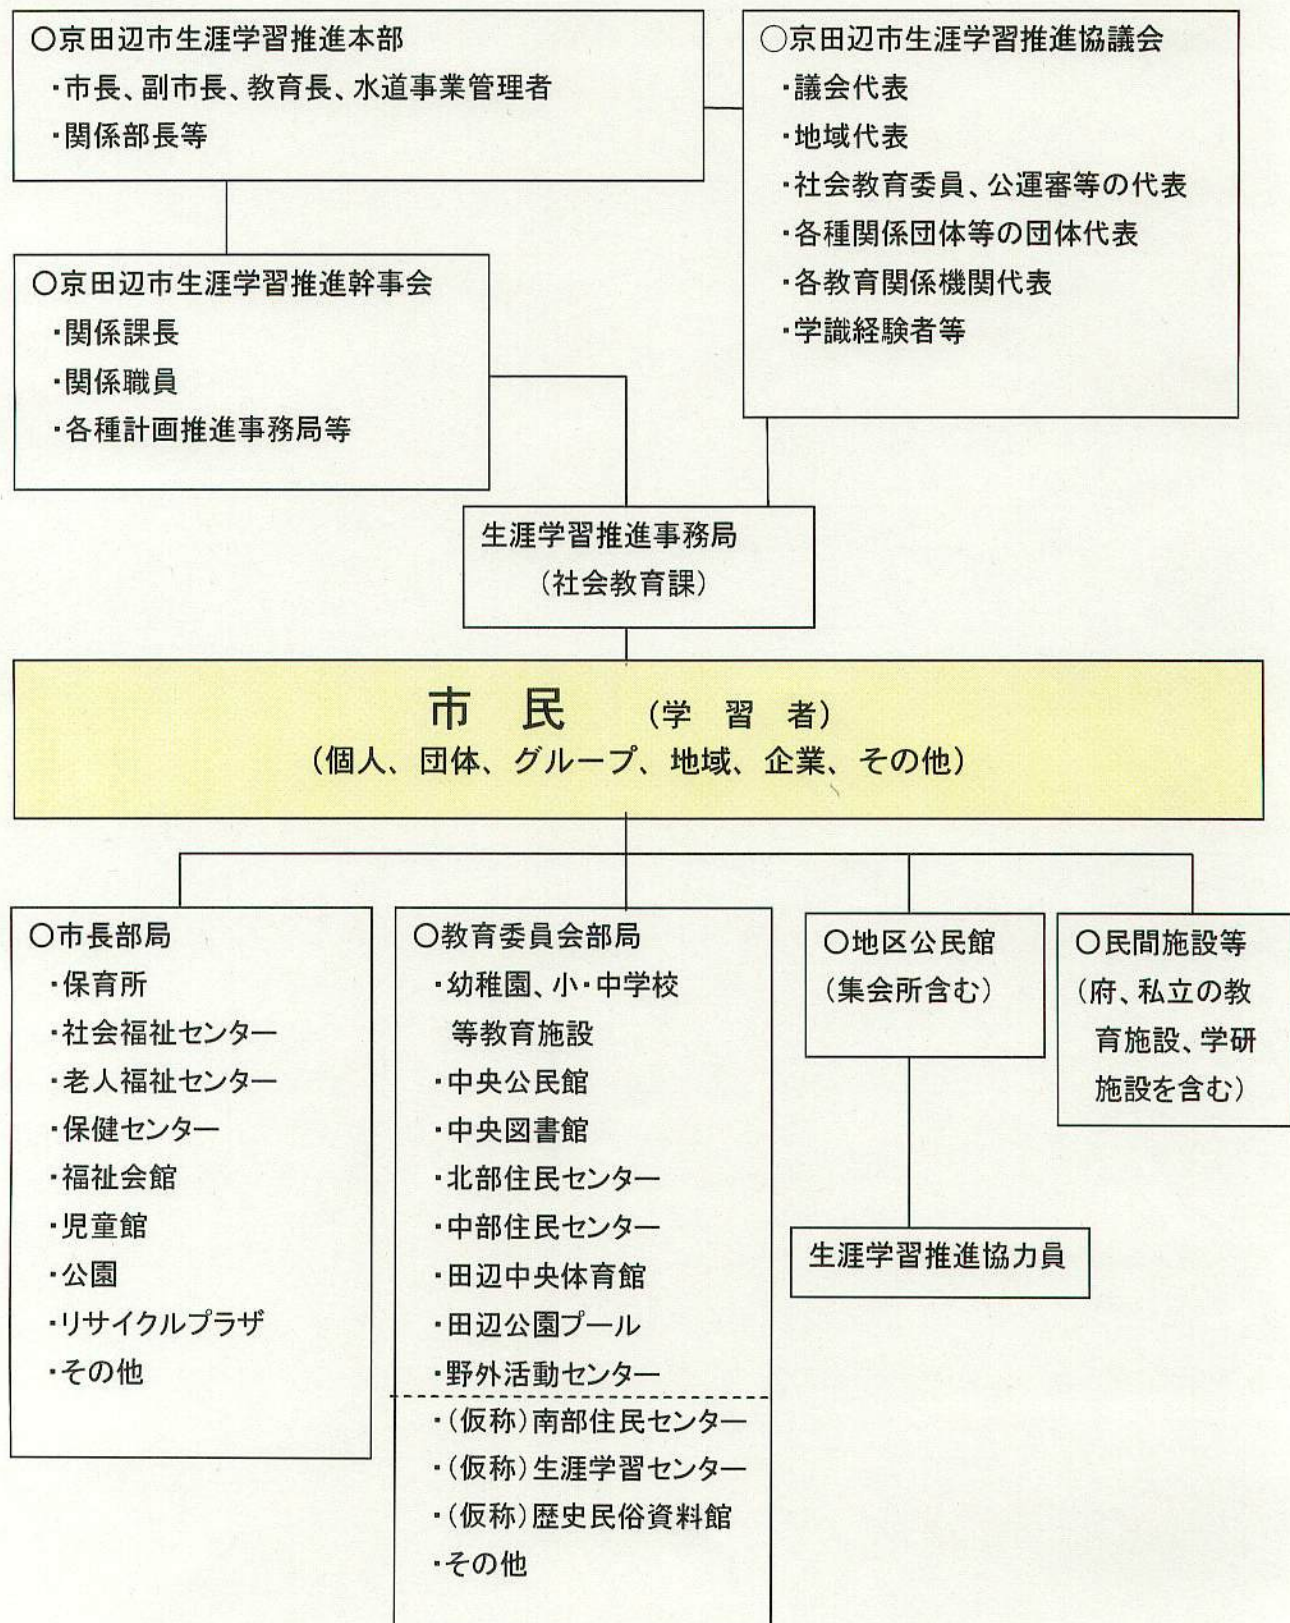 ○京田辺市生涯学習推進本部
・市長、副市長、教育長、水道事業管理者
・関係部長等
○京田辺市生涯学習推進協議会
・議会代表
・地域代表
・社会教育委員、公運審等の代表
・各種関係団体等の団体代表
・各教育関係機関代表
・学識経験者等
○京田辺市生涯学習推進幹事会
・関係課長
・関係職員
・各種計画推進事務局等
生涯学習推進事務局
（社会教育課）
市　民　（学　習　者）
（個人、団体、グループ、地域、企業、その他）
○市長部局
・保育所
・社会福祉センター
・老人福祉センター
・保健センター
・福祉会館
・児童館
・公園
・リサイクルプラザ
・その他
○教育委員会部局
・幼稚園、小・中学校
等教育施設
・中央公民館
・中央図書館
・北部住民センター
・中部住民センター
・田辺中央体育館
・田辺公園プール
・野外活動センター
・（仮称）南部住民センター
・（仮称）生涯学習センター
・（仮称）歴史民俗資料館
・その他
○地区公民館
（集会所含む）
○民間施設等
（府、私立の教
育施設、学研
施設を含む）
生涯学習推進協力員